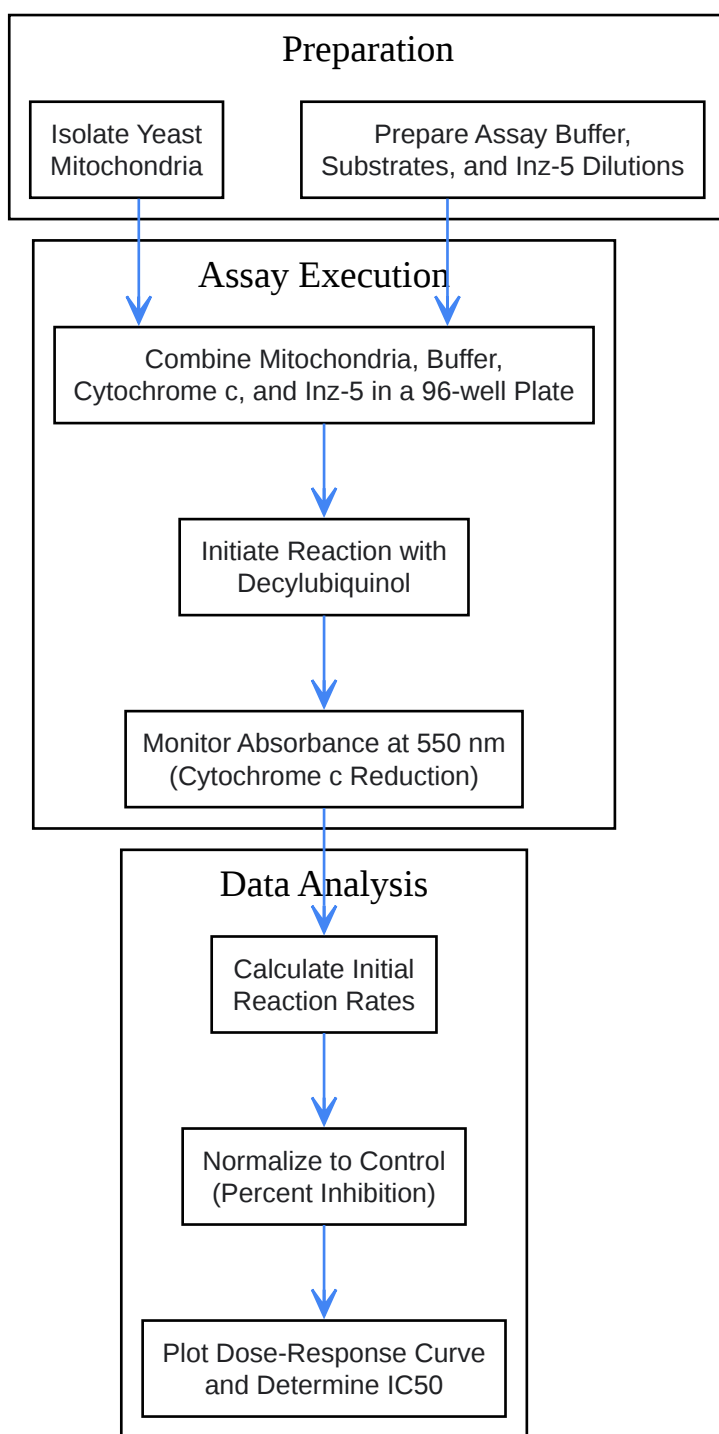 Preparation
Isolate Yeast
Mitochondria
Prepare Assay Buffer,
Substrates, and Inz-5 Dilutions
Assay Execution
Combine Mitochondria, Buffer,
Cytochrome c, and Inz-5 in a 96-well Plate
Initiate Reaction with
Decylubiquinol
Monitor Absorbance at 550 nm
(Cytochrome c Reduction)
Data Analysis
Calculate Initial
Reaction Rates
Normalize to Control
(Percent Inhibition)
Plot Dose-Response Curve
and Determine IC50